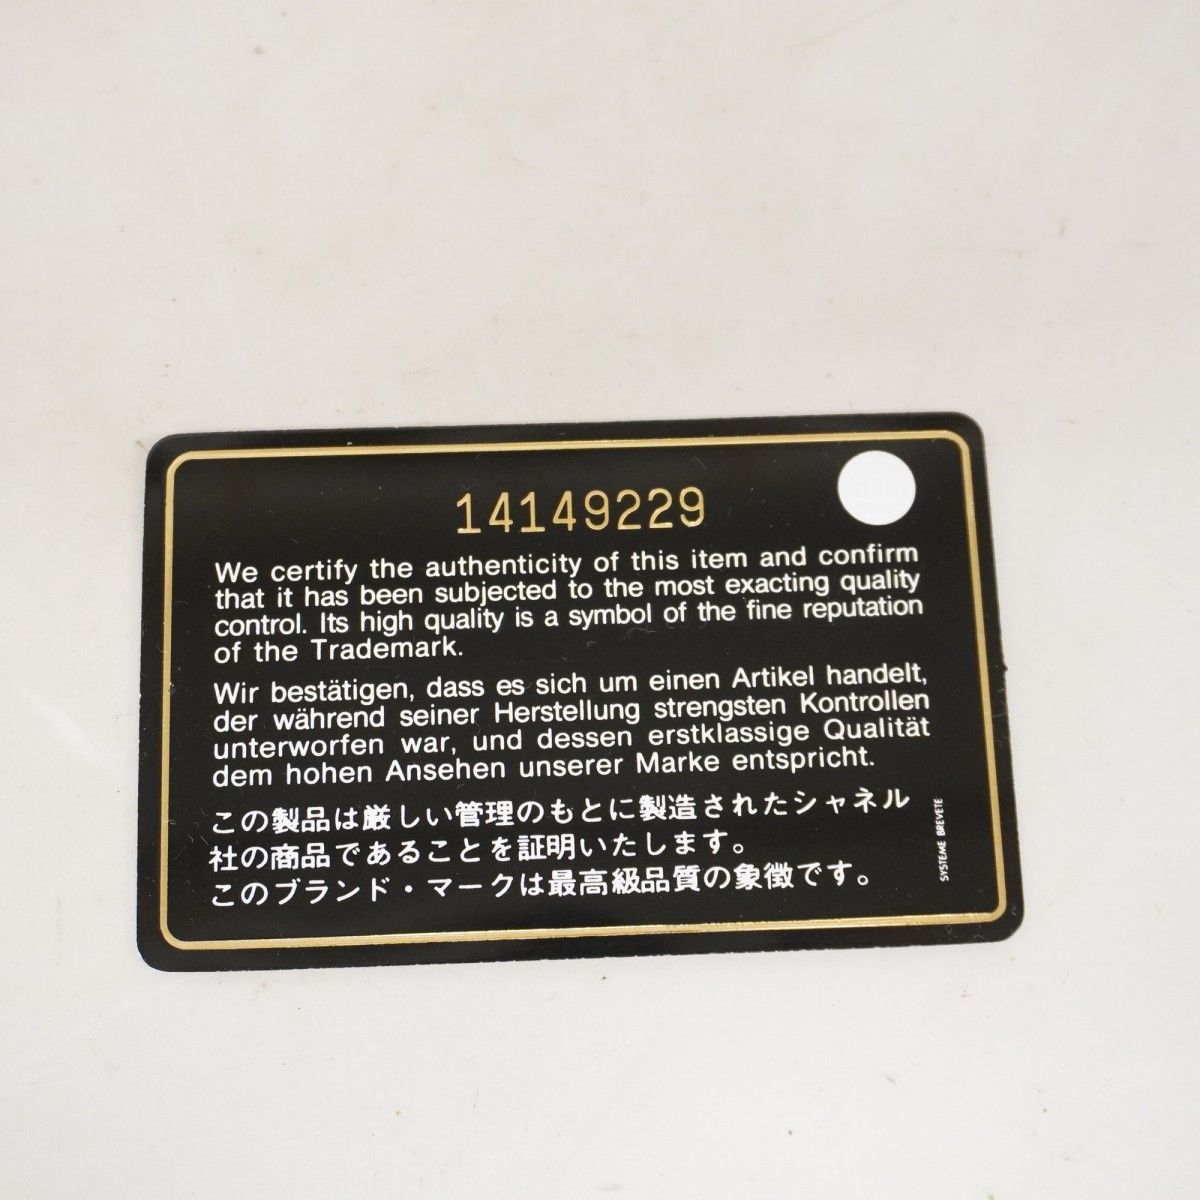 14149229
We certify the authenticity of this item and confirm
that it has been subjected to the most exacting quality
control. Its high quality is a symbol of the fine reputation
of the Trademark.
Wir bestätigen, dass es sich um einen Artikel handelt,
der während seiner Herstellung strengsten Kontrollen
unterworfen war, und dessen erstklassige Qualität
dem hohen Ansehen unserer Marke entspricht.
この製品は厳しい管理のもとに製造されたシャネル
社の商品であることを証明いたします。
このブランド・マークは最高級品質の象徴です。
SYSTEME BREVETE